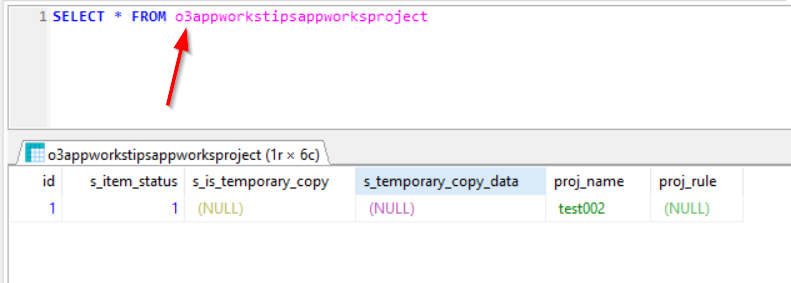 1 SELECT * FROM o3appworkstipsappworksproject
o3appworkstipsappworksproject (1r × 6c)
id s_item_status s_is_temporary_copy s_temporary_copy_data proj_name proj_rule
1 1 (NULL) (NULL) test002 (NULL)